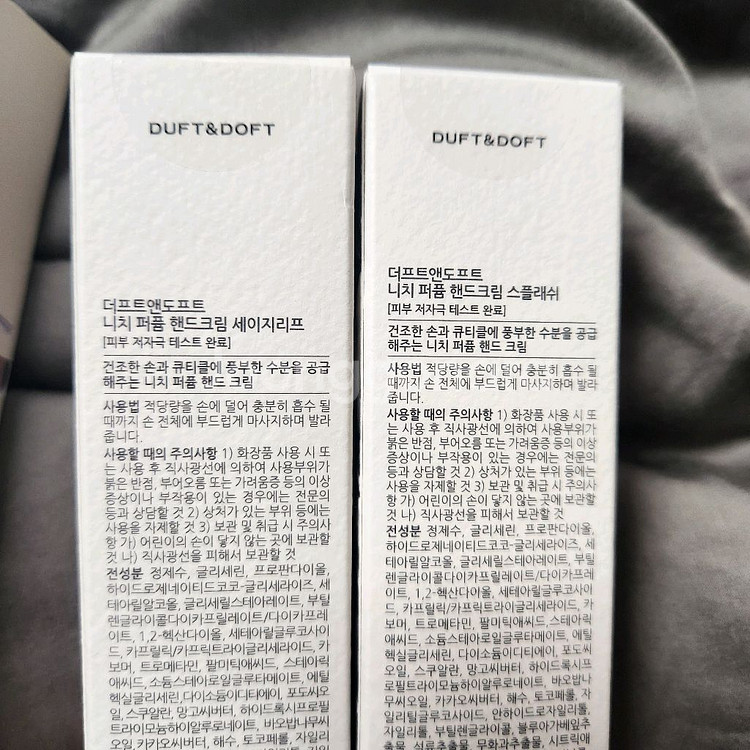 DUFT&DOFT
더프트앤도프트
니치 퍼퓸 핸드크림 세이지리프
[피부 저자극 테스트 완료]
건조한 손과 큐티클에 풍부한 수분을 공급
해주는 니치 퍼퓸 핸드 크림
사용법 적당량을 손에 덜어 충분히 흡수 될
때까지 손 전체에 부드럽게 마사지하며 발라
줍니다.
사용할 때의 주의사항 1) 화장품 사용 시 또
는 사용 후 직사광선에 의하여 사용부위가
붉은 반점, 부어오름 또는 가려움증 등의 이상
증상이나 부작용이 있는 경우에는 전문의
등과 상담할 것 2) 상처가 있는 부위 등에는
사용을 자제할 것 3) 보관 및 취급 시 주의사
항 가) 어린이의 손이 닿지 않는 곳에 보관할
것 나) 직사광선을 피해서 보관할 것
전성분 정제수, 글리세린, 프로판다이올,
하이드로제네이티드코코-글리세라이즈, 세
테아릴알코올, 글리세릴스테아레이트, 부틸
렌글라이콜다이카프릴레이트/다이카프레
이트, 1,2-헥산다이올, 세테아릴글루코사이
드, 카프릴릭/카프릭트라이글리세라이드, 카
보머, 트로메타민, 팔미틱애씨드, 스테아릭
애씨드, 소듐스테아로일글루타메이트, 에틸
헥실글리세린, 다이소듐이디티에이, 포도씨오
일, 스쿠알란, 망고씨버터, 하이드록시프로필
트라이모늄하이알루로네이트, 바오밥나무씨
오일, 카카오씨버터, 해수, 토코페롤, 자일리
DUFT&DOFT
더프트앤도프트
니치 퍼퓸 핸드크림 스플래쉬
[피부 저자극 테스트 완료]
건조한 손과 큐티클에 풍부한 수분을 공급
해주는 니치 퍼퓸 핸드 크림
사용법 적당량을 손에 덜어 충분히 흡수 될
때까지 손 전체에 부드럽게 마사지하며 발라
줍니다.
사용할 때의 주의사항 1) 화장품 사용 시 또
는 사용 후 직사광선에 의하여 사용부위가
붉은 반점, 부어오름 또는 가려움증 등의 이상
증상이나 부작용이 있는 경우에는 전문의
등과 상담할 것 2) 상처가 있는 부위 등에는
사용을 자제할 것 3) 보관 및 취급 시 주의사
항 가) 어린이의 손이 닿지 않는 곳에 보관할
것 나) 직사광선을 피해서 보관할 것
전성분 정제수, 글리세린, 프로판다이올,
하이드로제네이티드코코-글리세라이즈, 세
테아릴알코올, 글리세릴스테아레이트, 부틸
렌글라이콜다이카프릴레이트/다이카프레
이트, 1,2-헥산다이올, 세테아릴글루코사이
드, 카프릴릭/카프릭트라이글리세라이드, 카
보머, 트로메타민, 팔미틱애씨드, 스테아릭
애씨드, 소듐스테아로일글루타메이트, 에틸
헥실글리세린, 다이소듐이디티에이, 포도씨
오일, 스쿠알란, 망고씨버터, 하이드록시프
로필트라이모늄하이알루로네이트, 바오밥나
무씨오일, 카카오씨버터, 해수, 토코페롤, 자
일리틸글루코사이드, 안하이드로자일리톨,
자일리톨, 부틸렌글라이콜, 블루아가베잎추
출물, 석류추출물, 무화과추출물, 시트릭애